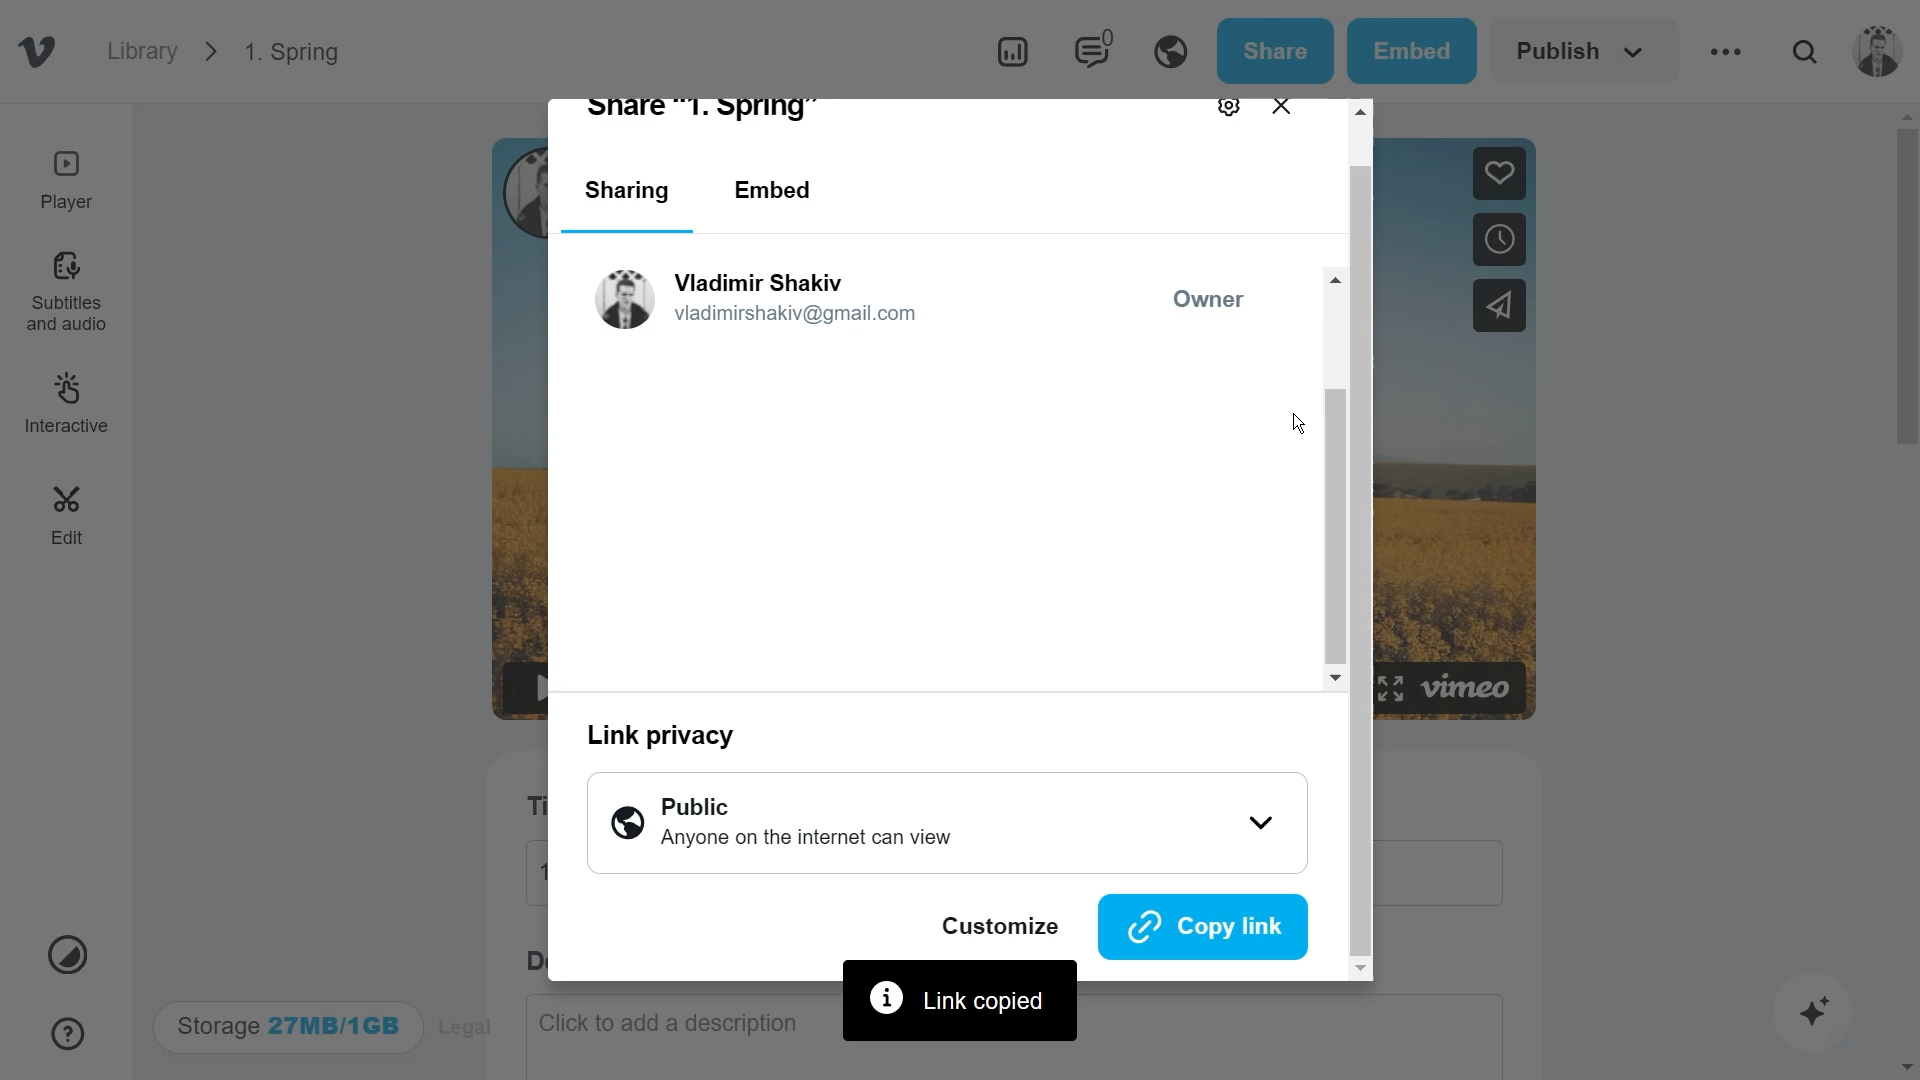 Library
1. Spring
0
Share
Embed
Publish
Share "1. Spring"
Sharing
Embed
Player
Subtitles
and audio
Interactive
Edit
Vladimir Shakiv
vladimirshakiv@gmail.com
Owner
vimeo
Link privacy
Public
Anyone on the internet can view
Customize
Copy link
Link copied
Click to add a description
Storage 27MB/1GB
Legal